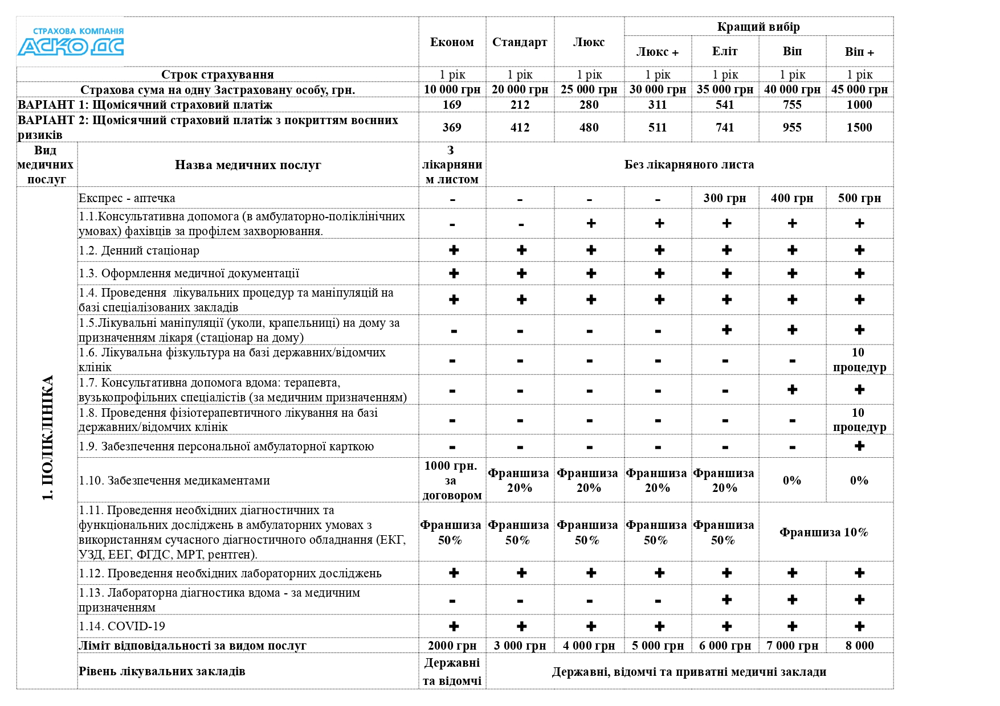 СТРАХОВА КОМПАНІЯ
АСКО ДС
Економ Стандарт Люкс Кращий вибір
Люкс + Еліт Віп Віп +
Строк страхування 1 рік 1 рік 1 рік 1 рік 1 рік 1 рік 1 рік
Страхова сума на одну Застраховану особу, грн. 10 000 грн 20 000 грн 25 000 грн 30 000 грн 35 000 грн 40 000 грн 45 000 грн
ВАРІАНТ 1: Щомісячний страховий платіж 169 212 280 311 541 755 1000
ВАРІАНТ 2: Щомісячний страховий платіж з покриттям воєнних
ризиків 369 412 480 511 741 955 1500
Вид
медичних
послуг
Назва медичних послуг
З
лікарняни
м листом
Без лікарняного листа
1. ПОЛІКЛІНІКА
Експрес - аптечка - - - - 300 грн 400 грн 500 грн
1.1.Консультативна допомога (в амбулаторно-поліклінічних
умовах) фахівців за профілем захворювання. - - + + + + +
1.2. Денний стаціонар + + + + + + +
1.3. Оформлення медичної документації + + + + + + +
1.4. Проведення  лікувальних процедур та маніпуляцій на
базі спеціалізованих закладів + + + + + + +
1.5.Лікувальні маніпуляції (уколи, крапельниці) на дому за
призначенням лікаря (стаціонар на дому) - - - - + + +
1.6. Лікувальна фізкультура на базі державних/відомчих
клінік - - - - - - 10
процедур
1.7. Консультативна допомога вдома: терапевта,
вузькопрофільних спеціалістів (за медичним призначенням) - - - - - + +
1.8. Проведення фізіотерапевтичного лікування на базі
державних/відомчих клінік - - - - - - 10
процедур
1.9. Забезпечення персональної амбулаторної карткою - - - - - - +
1.10. Забезпечення медикаментами
1000 грн.
за
договором
Франшиза Франшиза Франшиза Франшиза
20% 20% 20% 20% 0% 0%
1.11. Проведення необхідних діагностичних та
функціональних досліджень в амбулаторних умовах з
використанням сучасного діагностичного обладнання (ЕКГ,
УЗД, ЕЕГ, ФГДС, МРТ, рентген).
Франшиза Франшиза Франшиза Франшиза Франшиза
50% 50% 50% 50% 50% Франшиза 10%
1.12. Проведення необхідних лабораторних досліджень + + + + + + +
1.13. Лабораторна діагностика вдома - за медичним
призначенням - - - - + + +
1.14. COVID-19 + + + + + + +
Ліміт відповідальності за видом послуг 2000 грн 3 000 грн 4 000 грн 5 000 грн 6 000 грн 7 000 грн 8 000
Рівень лікувальних закладів
Державні
та відомчі
Державні, відомчі та приватні медичні заклади